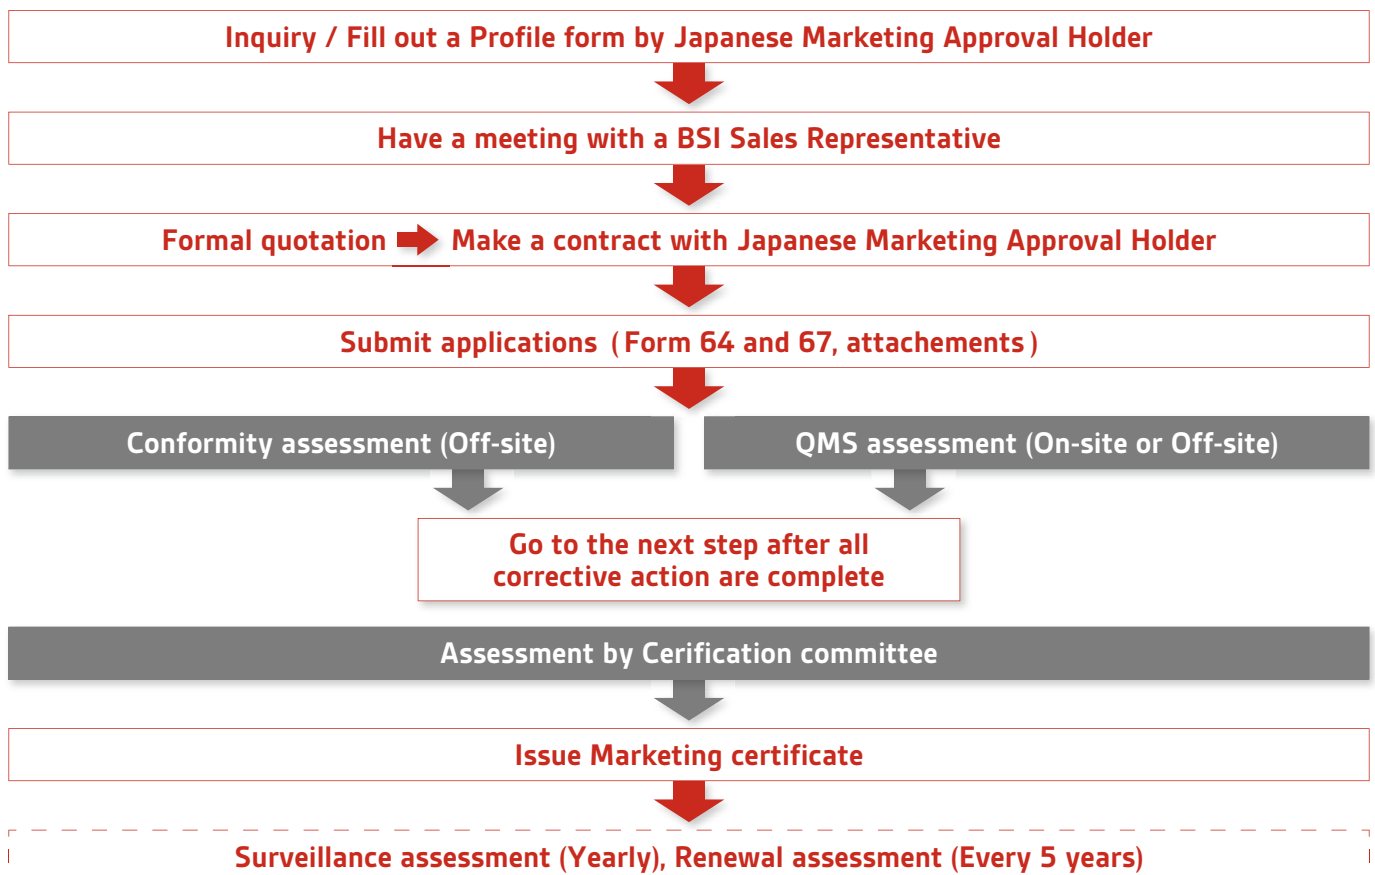 Inquiry / Fill out a Profile form by Japanese Marketing Approval Holder
Have a meeting with a BSI Sales Representative
Formal quotation Make a contract with Japanese Marketing Approval Holder
Submit applications (Form 64 and 67, attachements)
Conformity assessment (Off-site)
QMS assessment (On-site or Off-site)
Go to the next step after all
corrective action are complete
Assessment by Cerification committee
Issue Marketing certificate
Surveillance assessment (Yearly), Renewal assessment (Every 5 years)